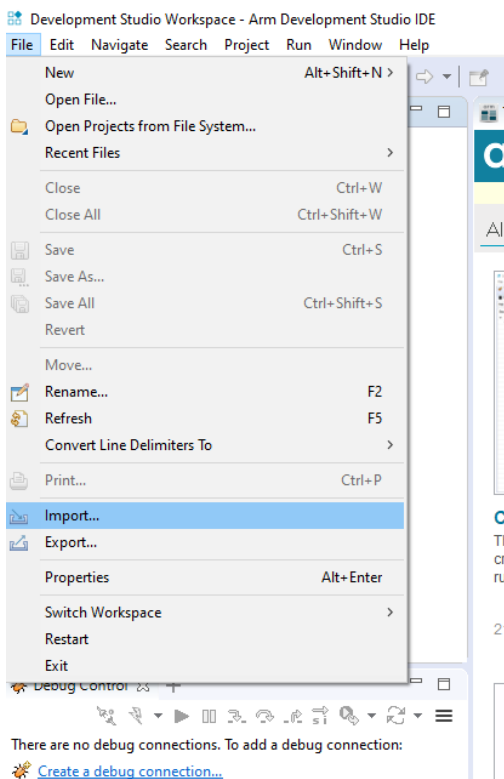 Development Studio Workspace - Arm Development Studio IDE
File Edit Navigate Search Project Run Window Help
New Alt+Shift+N >
Open File...
Open Projects from File System...
Recent Files >
Close Ctrl+W
Close All Ctrl+Shift+W
Save Ctrl+S
Save As...
Save All Ctrl+Shift+S
Revert
Move...
Rename... F2
Refresh F5
Convert Line Delimiters To >
Print... Ctrl+P
Import...
Export...
Properties Alt+Enter
Switch Workspace >
Restart
Exit
Debug Control
There are no debug connections. To add a debug connection:
Create a debug connection...